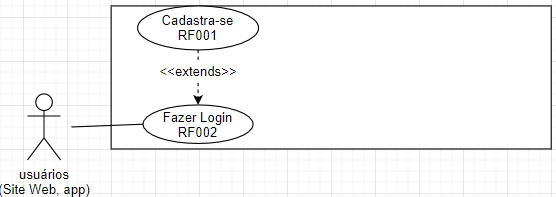 Cadastra-se
RF001
<<extends>>
Fazer Login
RF002
usuários
(Site Web, app)